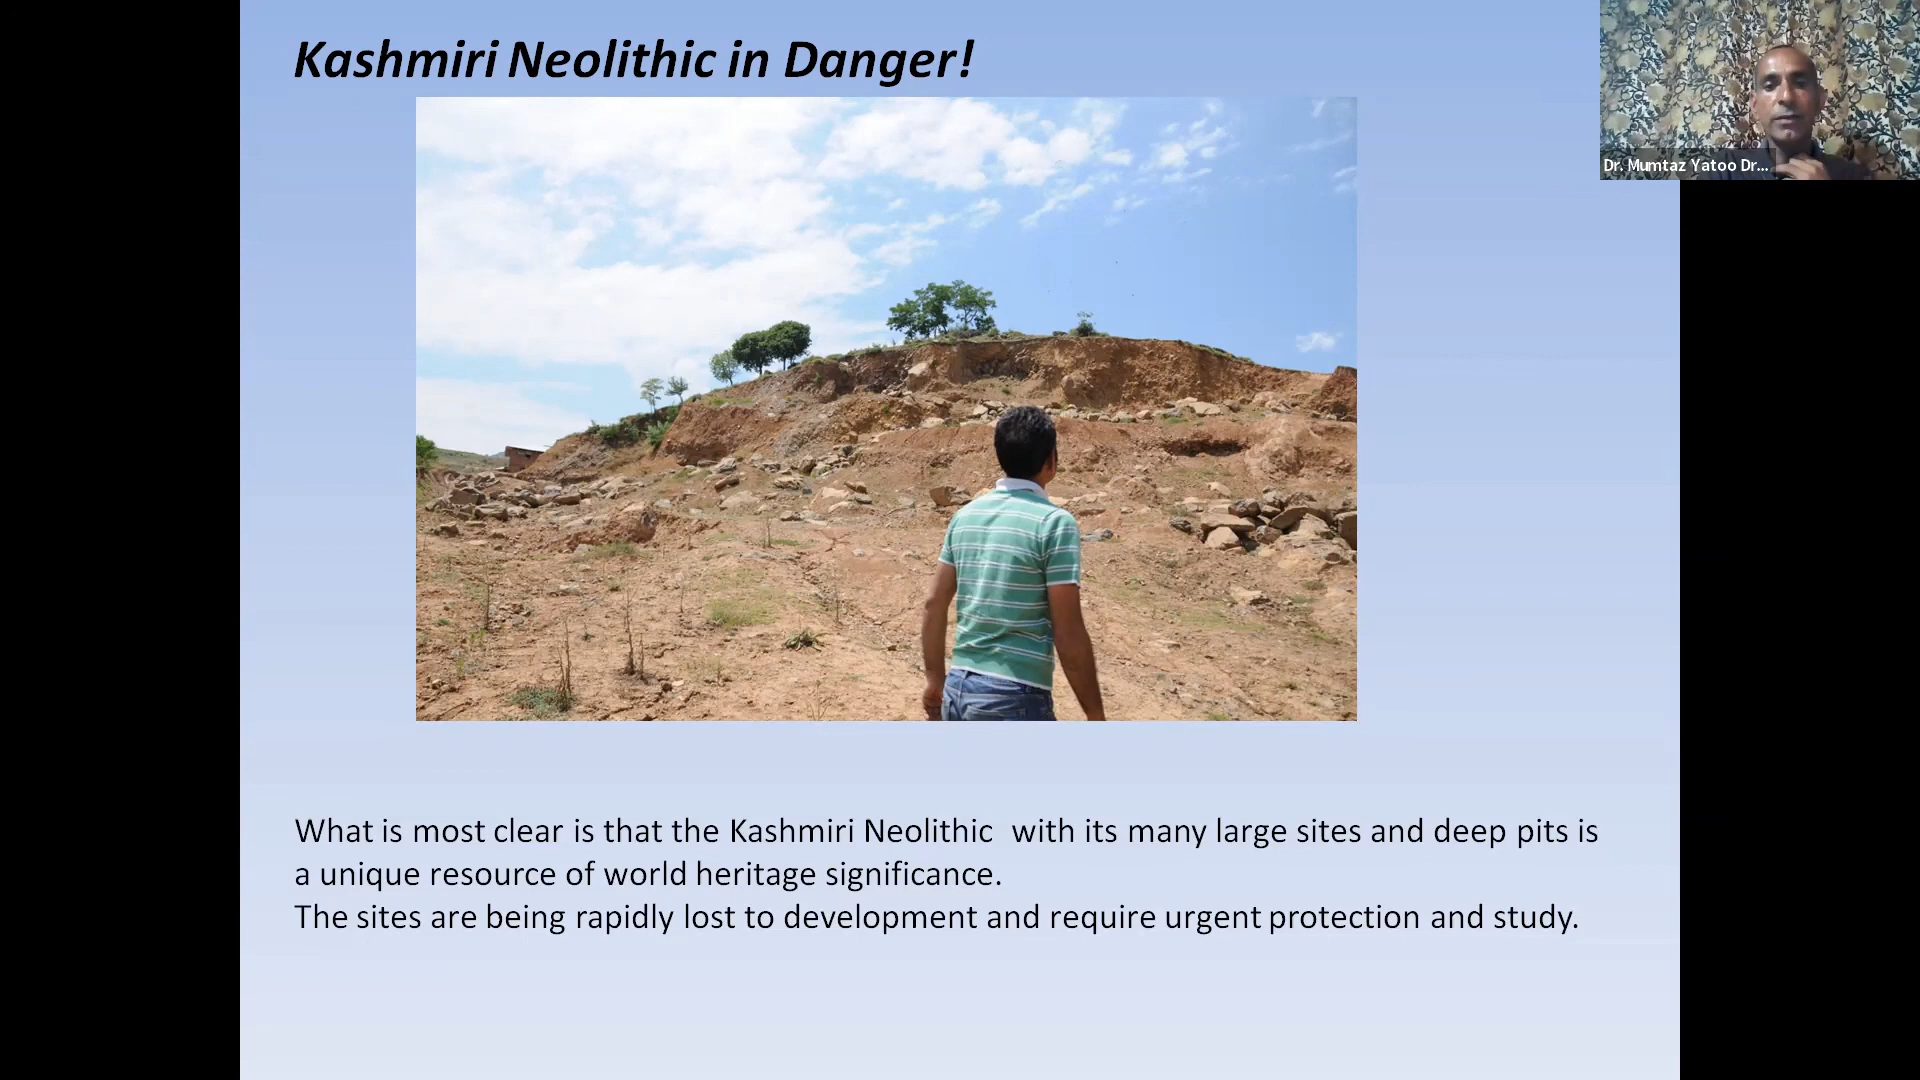 Kashmiri Neolithic in Danger!
Dr. Mumtaz Yatoo Dr...
What is most clear is that the Kashmiri Neolithic with its many large sites and deep pits is
a unique resource of world heritage significance.
The sites are being rapidly lost to development and require urgent protection and study.